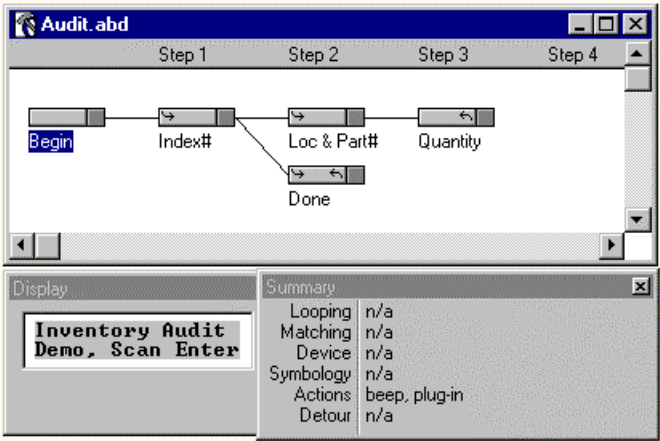 Audit.abd
Step 1 Step 2 Step 3 Step 4
Begin Index# Loc & Part# Quantity
Done
Display
Inventory Audit
Demo, Scan Enter
Summary
Looping n/a
Matching n/a
Device n/a
Symbology n/a
Actions beep, plug-in
Detour n/a